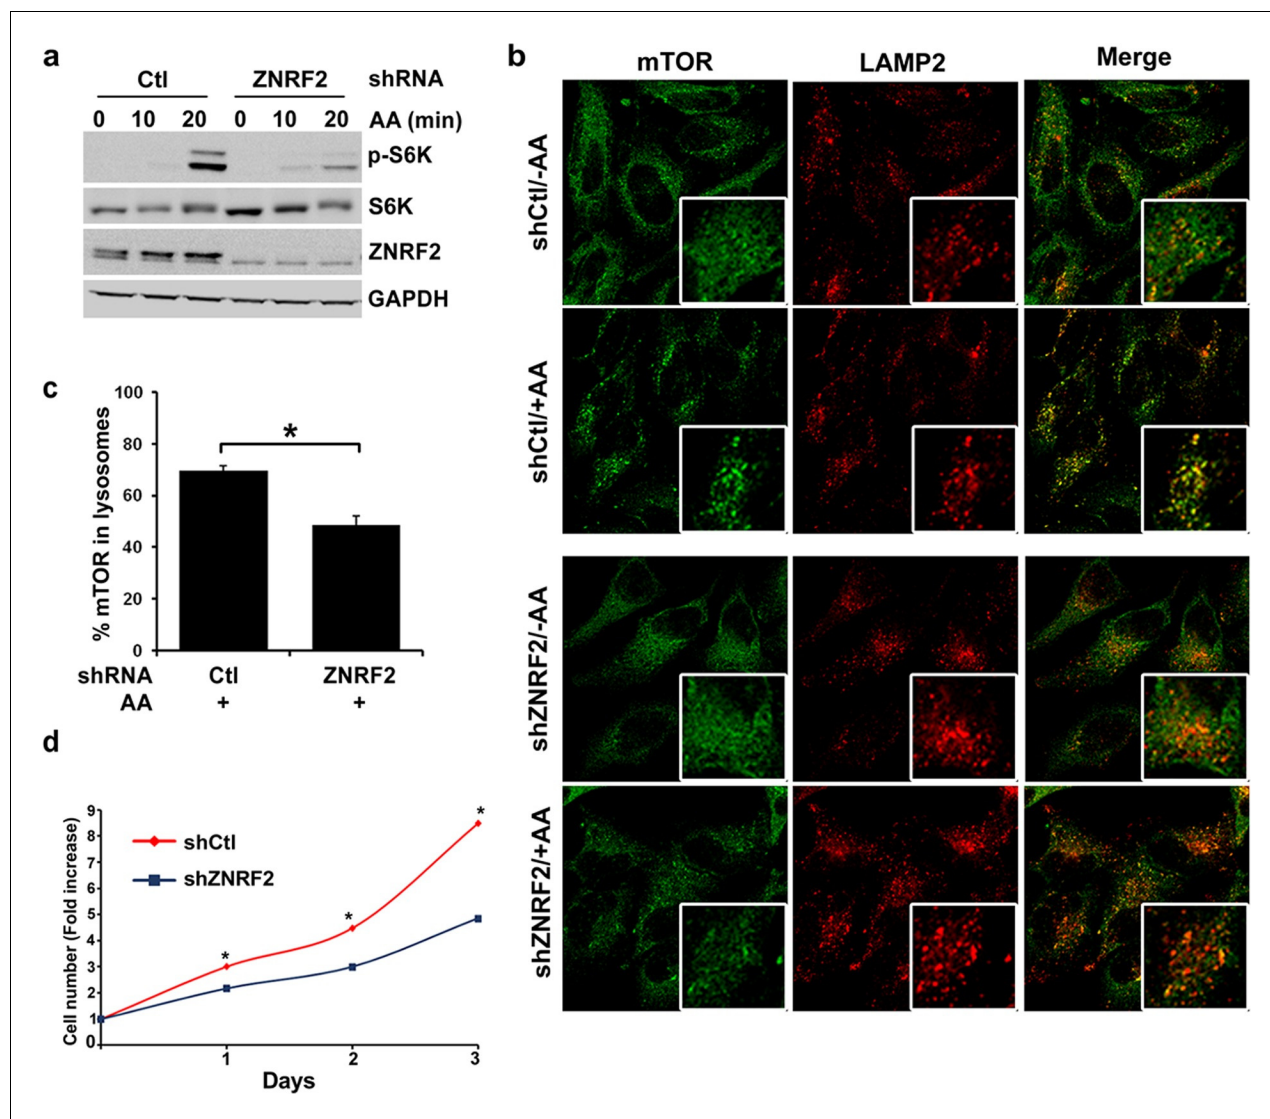 a
Ctl ZNRF2 shRNA
0 10 20 0 10 20 AA (min)
p-S6K
S6K
ZNRF2
GAPDH
b
mTOR LAMP2 Merge
shCtl/-AA
shCtl/+AA
shZNRF2/-AA
shZNRF2/+AA
c
% mTOR in lysosomes
100
80
60
40
20
0
*
shRNA Ctl ZNRF2
AA + +
d
Cell number (Fold increase)
9
8
7
6
5
4
3
2
1
0
shCtl
shZNRF2
* * *
1 2 3
Days